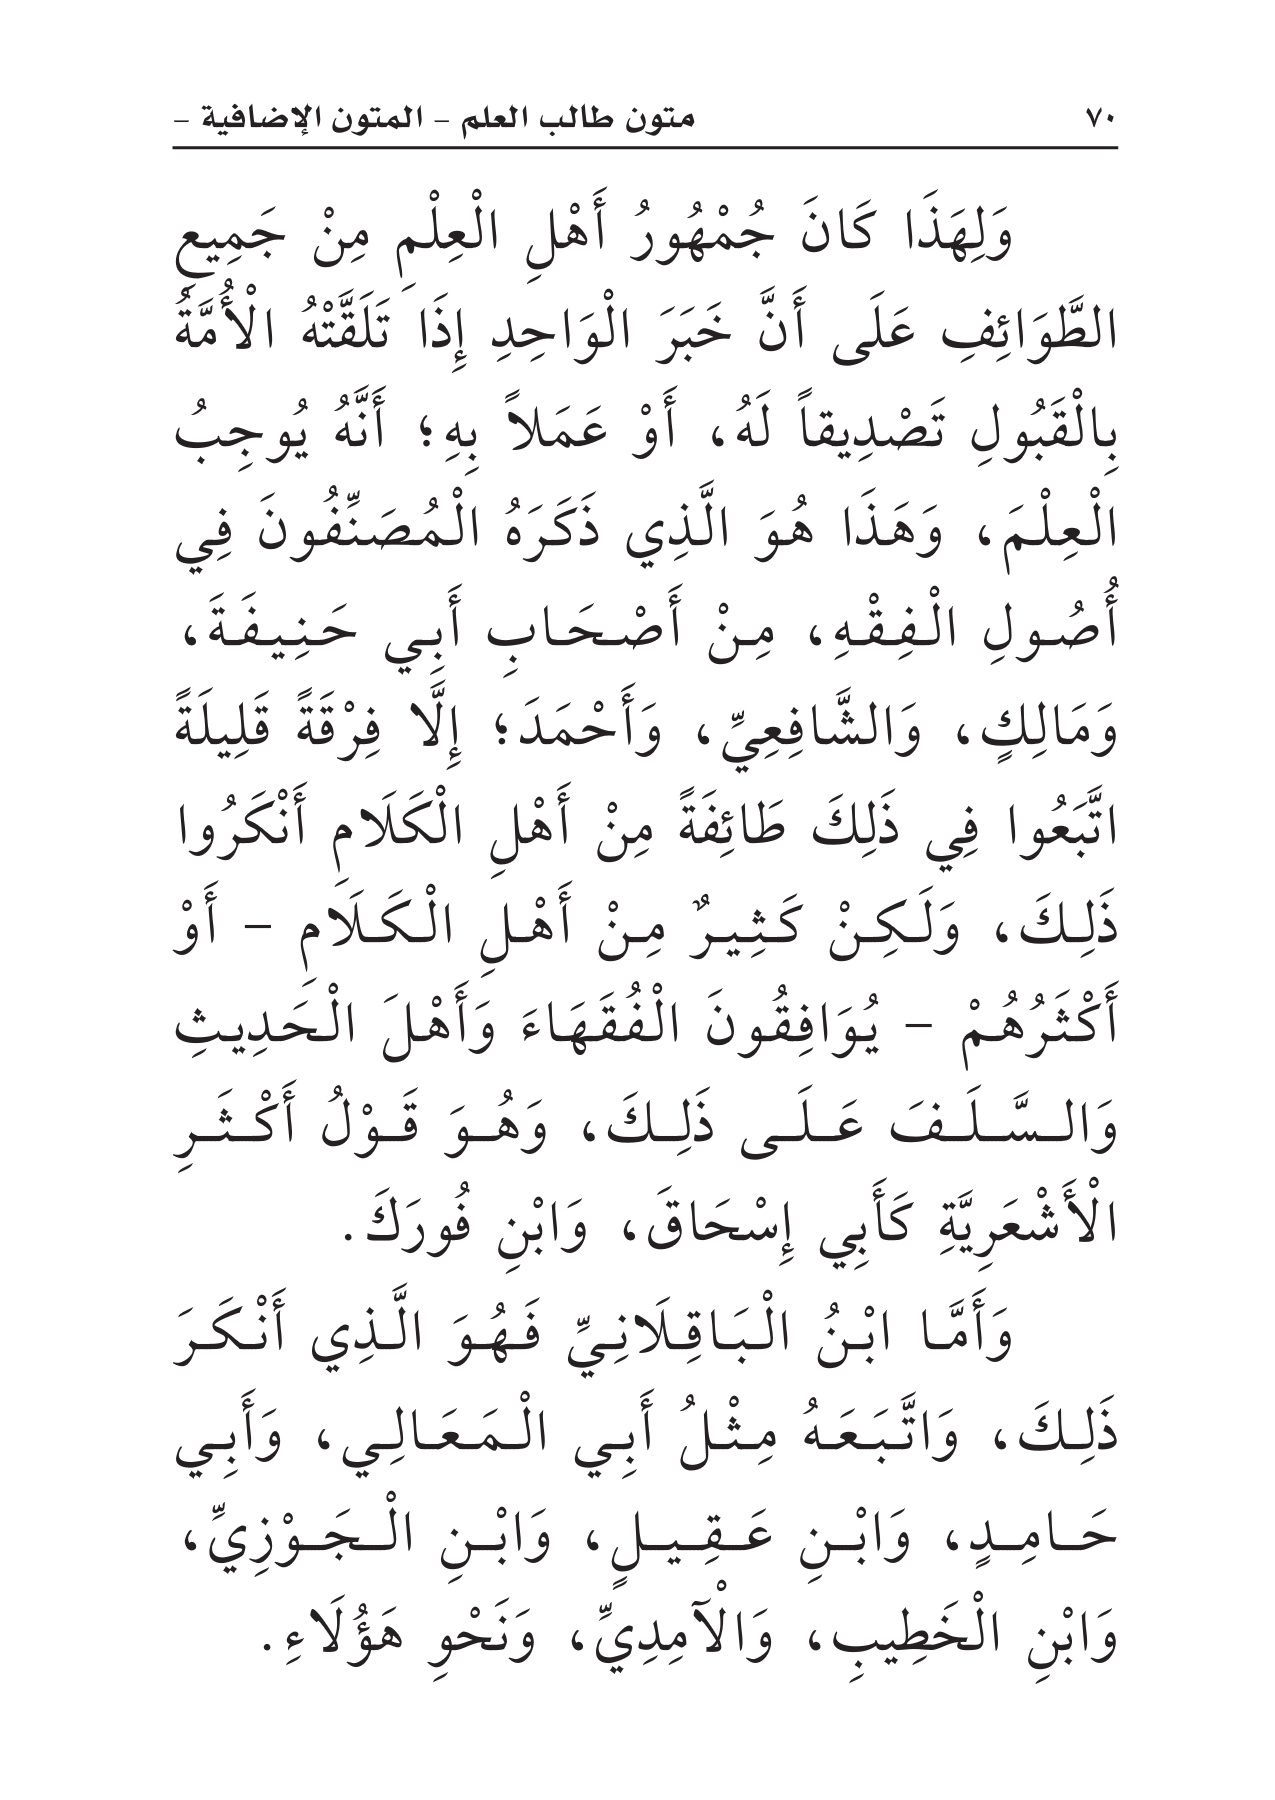 ٧٠ متون طالب العلم - المتون الإضافية -
وَلِهَذَا كَانَ جُمْهُورُ أَهْلِ الْعِلْمِ مِنْ جَمِيعِ
الطَّوَائِفِ عَلَى أَنَّ خَبَرَ الْوَاحِدِ إِذَا تَلَقَّتْهُ الْأُمَّةُ
بِالْقَبُولِ تَصْدِيقاً لَهُ، أَوْ عَمَلاً بِهِ؛ أَنَّهُ يُوجِبُ
الْعِلْمَ، وَهَذَا هُوَ الَّذِي ذَكَرَهُ الْمُصَنِّفُونَ فِي
أُصُولِ الْفِقْهِ، مِنْ أَصْحَابِ أَبِي حَنِيفَةَ،
وَمَالِكٍ، وَالشَّافِعِيِّ، وَأَحْمَدَ؛ إِلَّا فِرْقَةً قَلِيلَةً
اتَّبَعُوا فِي ذَلِكَ طَائِفَةً مِنْ أَهْلِ الْكَلَامِ أَنْكَرُوا
ذَلِكَ، وَلَكِنْ كَثِيرٌ مِنْ أَهْلِ الْكَلَامِ - أَوْ
أَكْثَرُهُمْ - يُوَافِقُونَ الْفُقَهَاءَ وَأَهْلَ الْحَدِيثِ
وَالسَّلَفَ عَلَى ذَلِكَ، وَهُوَ قَوْلُ أَكْثَرِ
الْأَشْعَرِيَّةِ كَأَبِي إِسْحَاقَ، وَابْنِ فُورَكَ.
وَأَمَّا ابْنُ الْبَاقِلَانِيِّ فَهُوَ الَّذِي أَنْكَرَ
ذَلِكَ، وَاتَّبَعَهُ مِثْلُ أَبِي الْمَعَالِي، وَأَبِي
حَامِدٍ، وَابْنِ عَقِيلٍ، وَابْنِ الْجَوْزِيِّ،
وَابْنِ الْخَطِيبِ، وَالْآمِدِيِّ، وَنَحْوِ هَؤُلَاءِ.